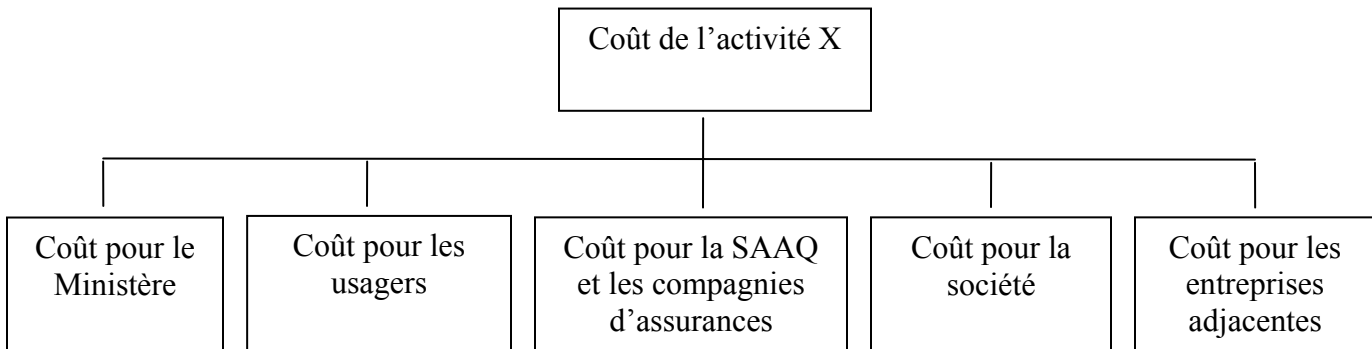 Coût de l’activité X
Coût pour le
Ministère
Coût pour les
usagers
Coût pour la SAAQ
et les compagnies
d’assurances
Coût pour la
société
Coût pour les
entreprises
adjacentes